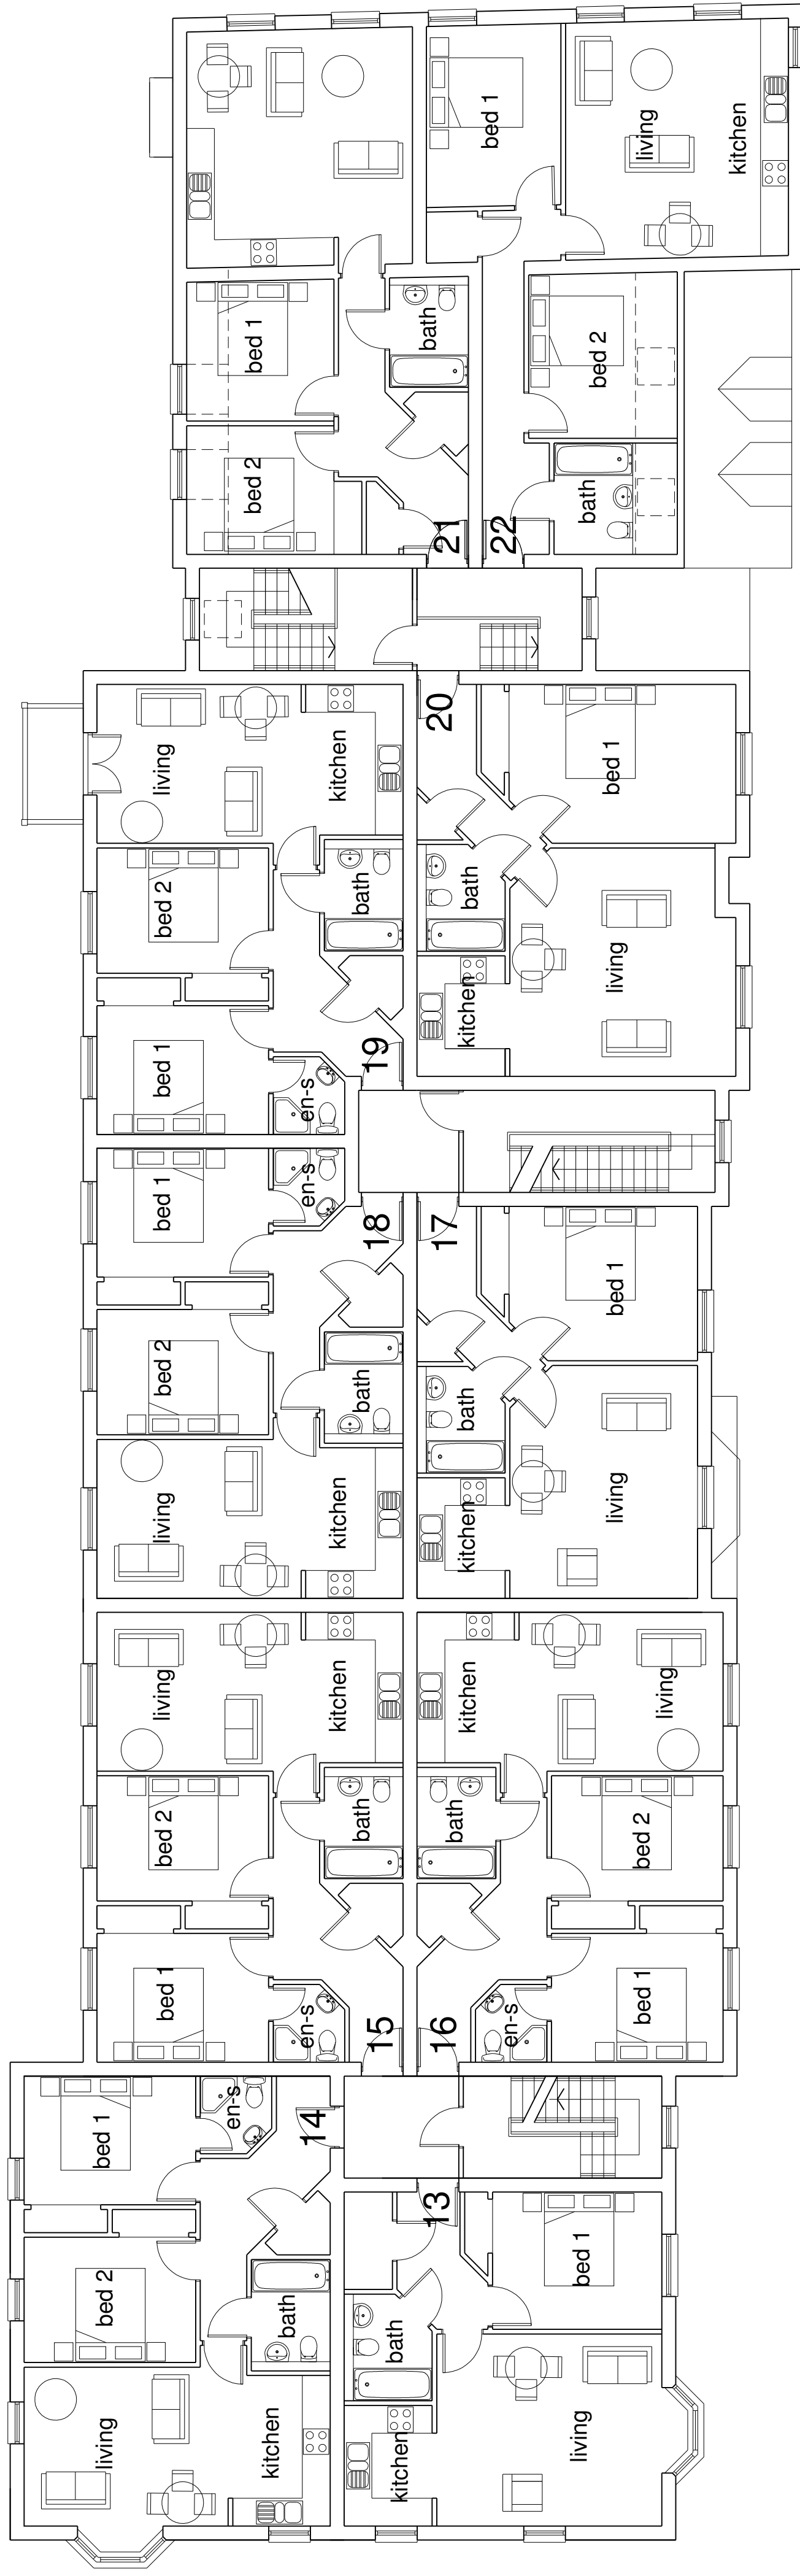 bed 1
living
kitchen
bed 1
bath
bed 2
bed 2
bath
21
22
living
kitchen
20
bed 1
bed 2
bath
bath
living
kitchen
bed 1
en-s
19
bed 1
en-s
18
17
bed 1
bed 2
bath
bath
living
kitchen
kitchen
living
living
kitchen
kitchen
living
bed 2
bath
bath
bed 2
bed 1
en-s
15
16
en-s
bed 1
bed 1
en-s
14
13
bed 1
bed 2
bath
bath
living
kitchen
kitchen
living